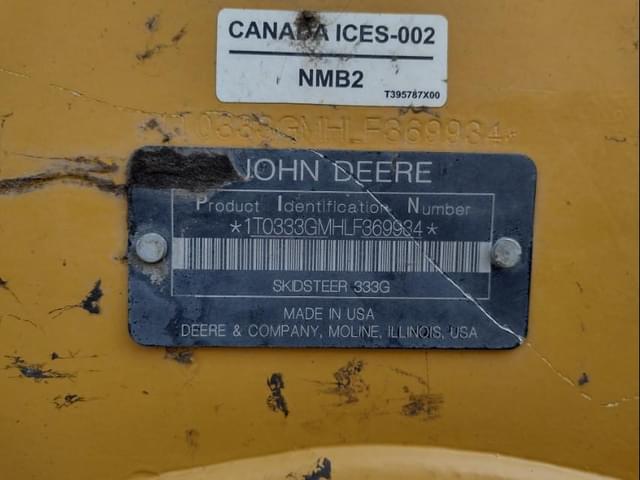 CANADA ICES-002
NMB2
T395787X00
1T0333GMHLF369934*
JOHN DEERE
Product Identification Number
*1T0333GMHLF369934*
SKIDSTEER 333G
MADE IN USA
DEERE & COMPANY, MOLINE, ILLINOIS, USA